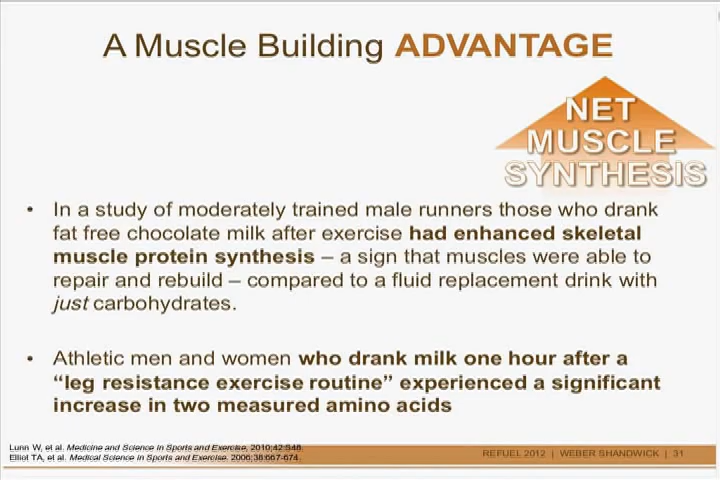 A Muscle Building ADVANTAGE
NET
MUSCLE
SYNTHESIS
• In a study of moderately trained male runners those who drank
fat free chocolate milk after exercise had enhanced skeletal
muscle protein synthesis – a sign that muscles were able to
repair and rebuild – compared to a fluid replacement drink with
just carbohydrates.
• Athletic men and women who drank milk one hour after a
“leg resistance exercise routine” experienced a significant
increase in two measured amino acids
Lunn W, et al. Medicine and Science in Sports and Exercise, 2010;42:S48.
Elliot TA, et al. Medical Science in Sports and Exercise. 2006;38:667-674.
REFUEL 2012 | WEBER SHANDWICK | 31